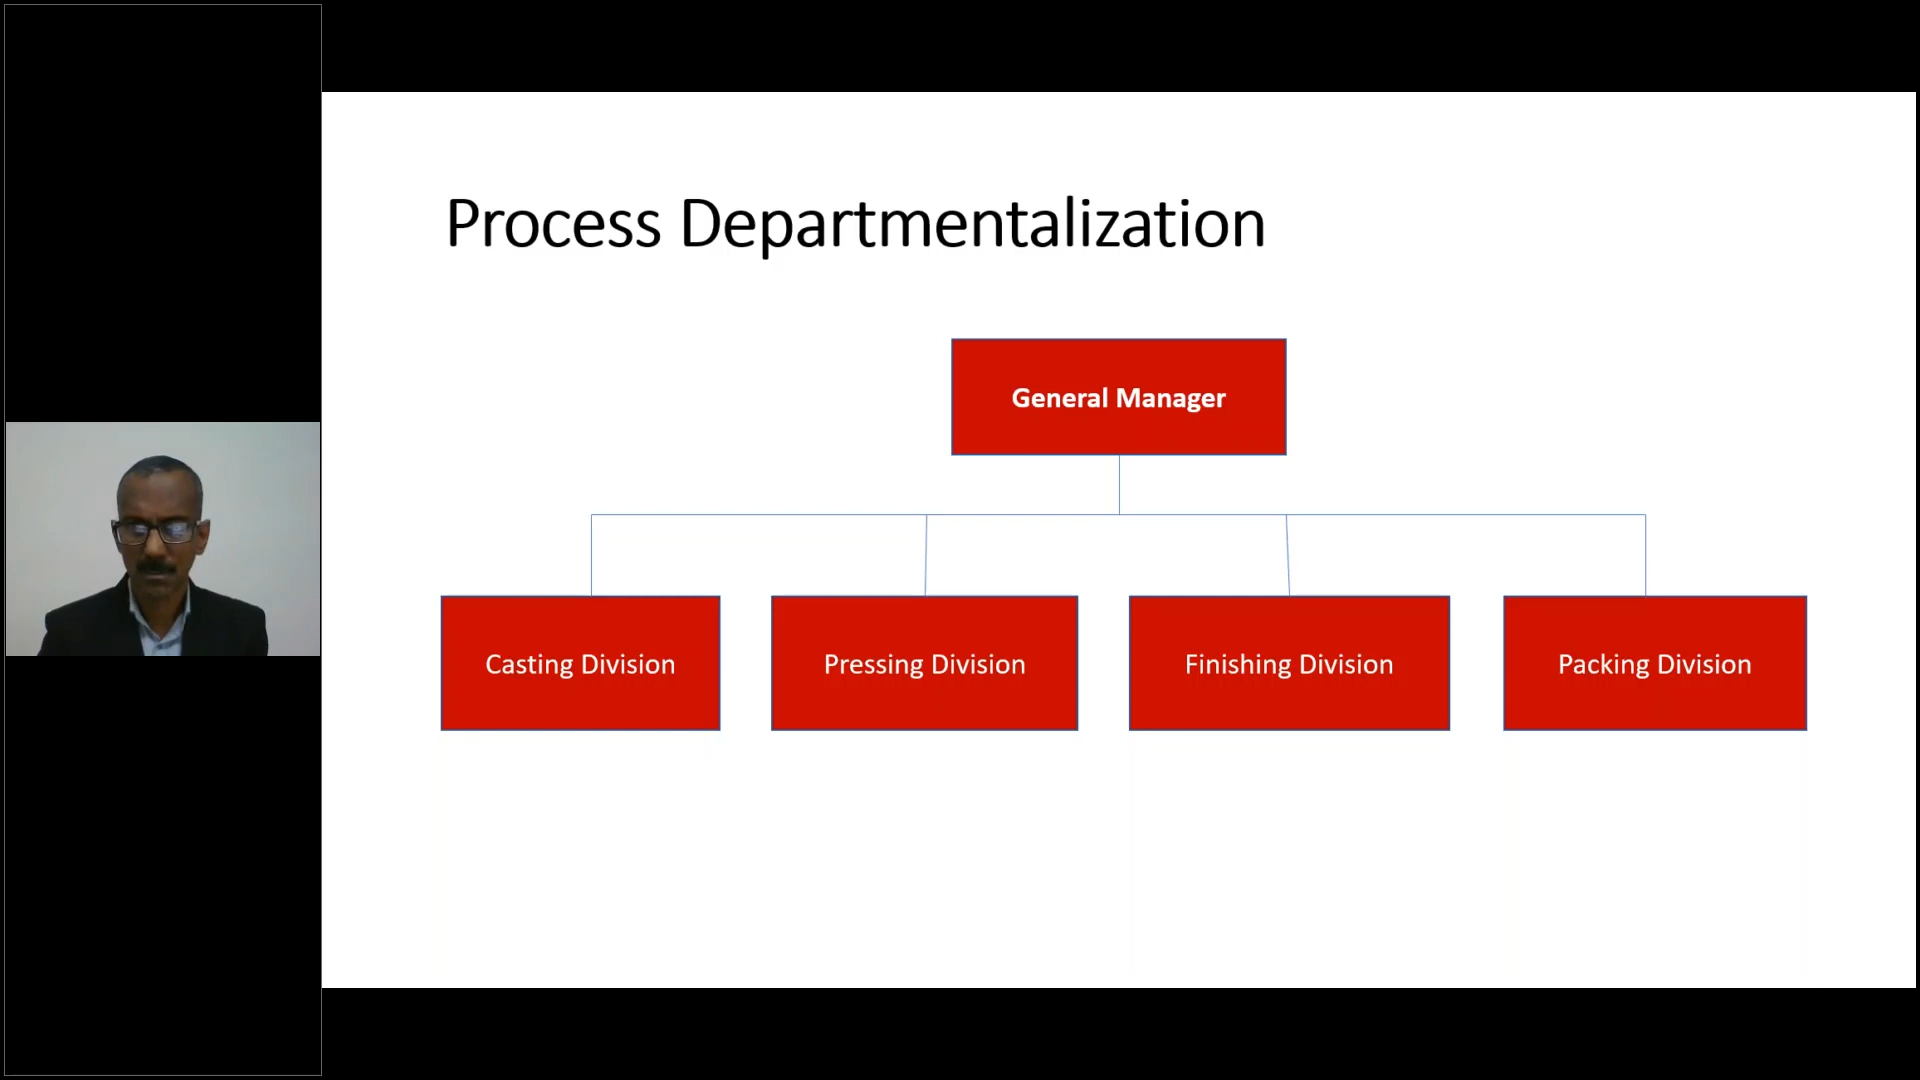 Process Departmentalization
General Manager
Casting Division
Pressing Division
Finishing Division
Packing Division